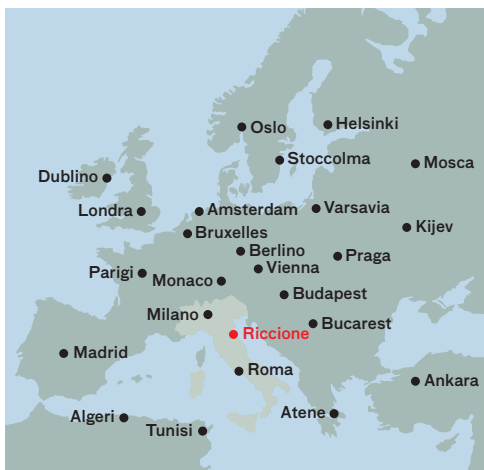 Oslo
Helsinki
Stoccolma
Mosca
Dublino
Londra
Amsterdam
Varsavia
Kijev
Bruxelles
Berlino
Praga
Vienna
Parigi
Monaco
Budapest
Milano
Bucarest
Riccione
Madrid
Roma
Ankara
Algeri
Atene
Tunisi